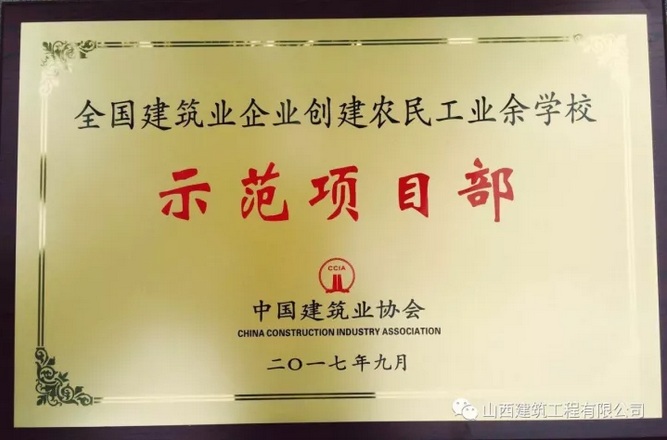 全国建筑业企业创建农民工业余学校
示范项目部
CCIA
中国建筑业协会
CHINA CONSTRUCTION INDUSTRY ASSOCIATION
二〇一七年九月
山西建筑工程有限公司